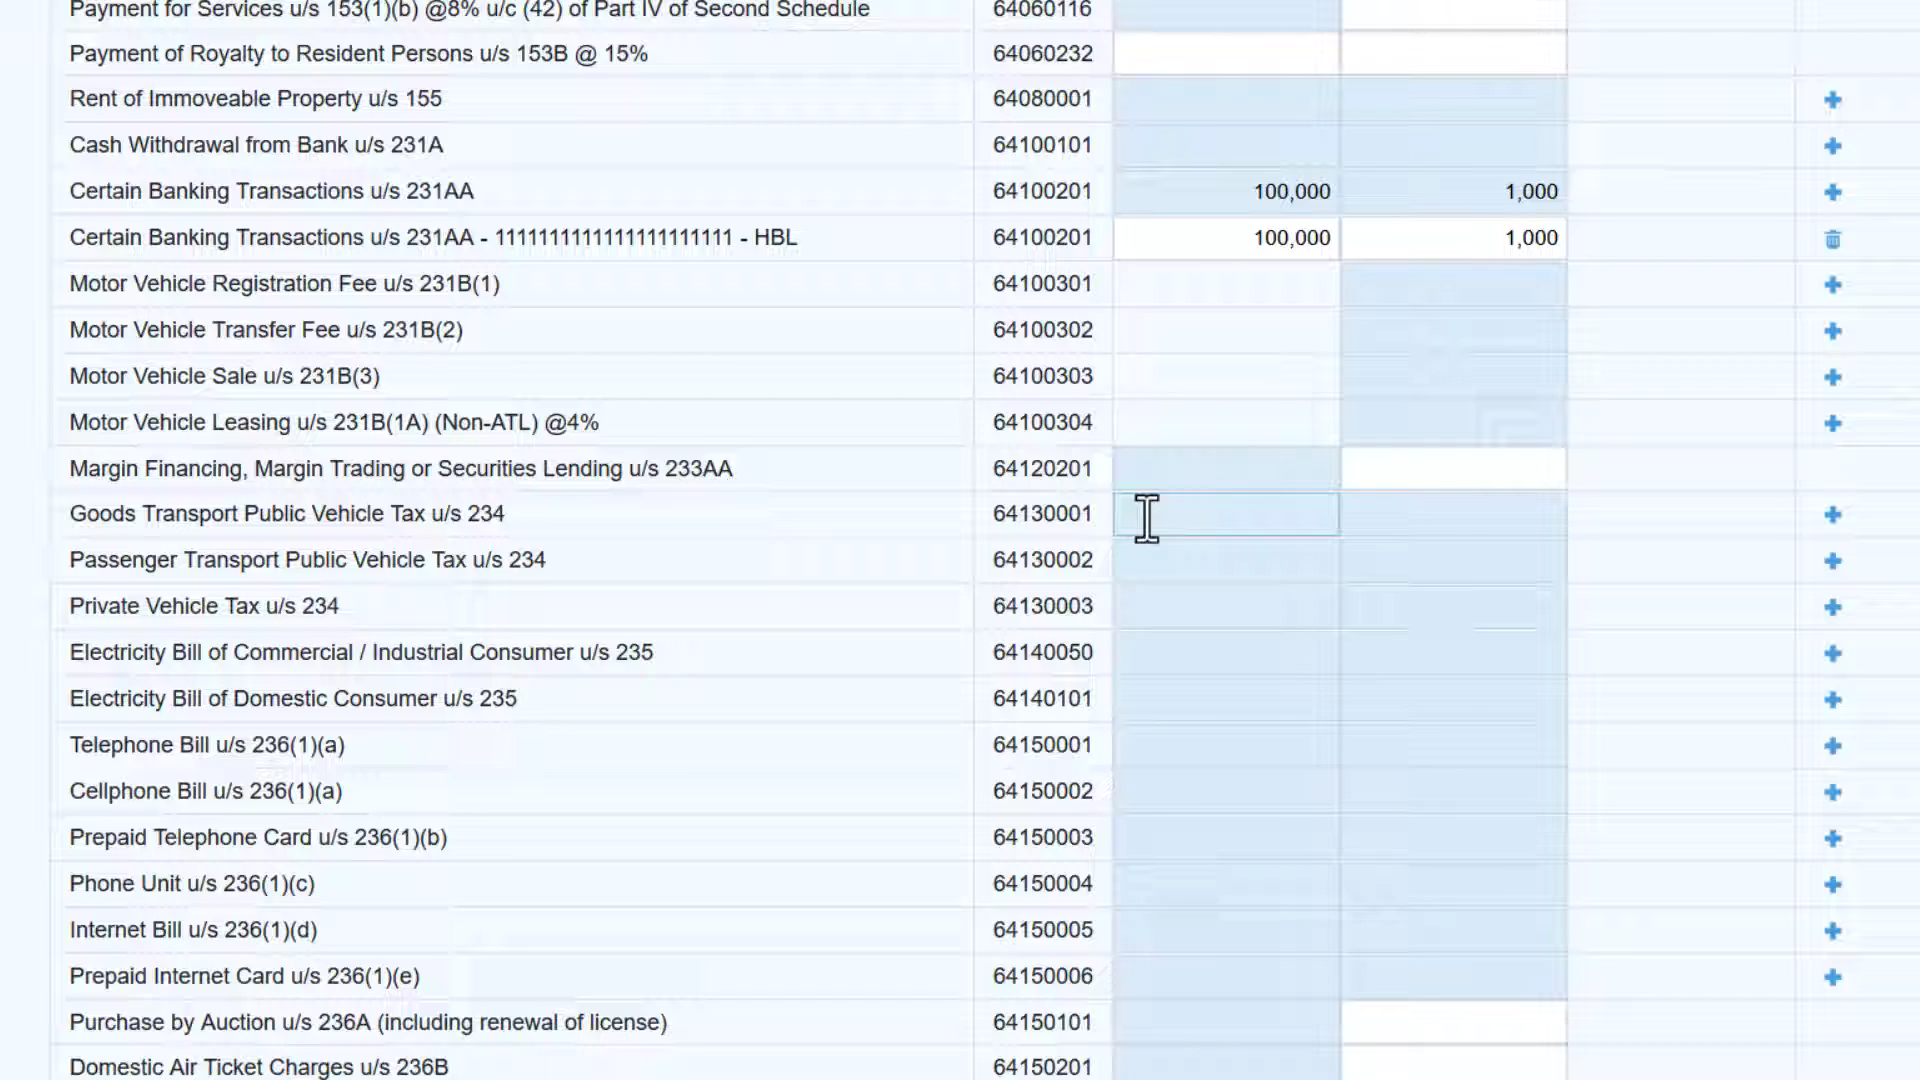 Payment for Services u/s 153(1)(b) @8% u/c (42) of Part IV of Second Schedule 64060116
Payment of Royalty to Resident Persons u/s 153B @ 15% 64060232
Rent of Immoveable Property u/s 155 64080001
Cash Withdrawal from Bank u/s 231A 64100101
Certain Banking Transactions u/s 231AA 64100201 100,000 1,000
Certain Banking Transactions u/s 231AA - 1111111111111111111111 - HBL 64100201 100,000 1,000
Motor Vehicle Registration Fee u/s 231B(1) 64100301
Motor Vehicle Transfer Fee u/s 231B(2) 64100302
Motor Vehicle Sale u/s 231B(3) 64100303
Motor Vehicle Leasing u/s 231B(1A) (Non-ATL) @4% 64100304
Margin Financing, Margin Trading or Securities Lending u/s 233AA 64120201
Goods Transport Public Vehicle Tax u/s 234 64130001
Passenger Transport Public Vehicle Tax u/s 234 64130002
Private Vehicle Tax u/s 234 64130003
Electricity Bill of Commercial / Industrial Consumer u/s 235 64140050
Electricity Bill of Domestic Consumer u/s 235 64140101
Telephone Bill u/s 236(1)(a) 64150001
Cellphone Bill u/s 236(1)(a) 64150002
Prepaid Telephone Card u/s 236(1)(b) 64150003
Phone Unit u/s 236(1)(c) 64150004
Internet Bill u/s 236(1)(d) 64150005
Prepaid Internet Card u/s 236(1)(e) 64150006
Purchase by Auction u/s 236A (including renewal of license) 64150101
Domestic Air Ticket Charges u/s 236B 64150201